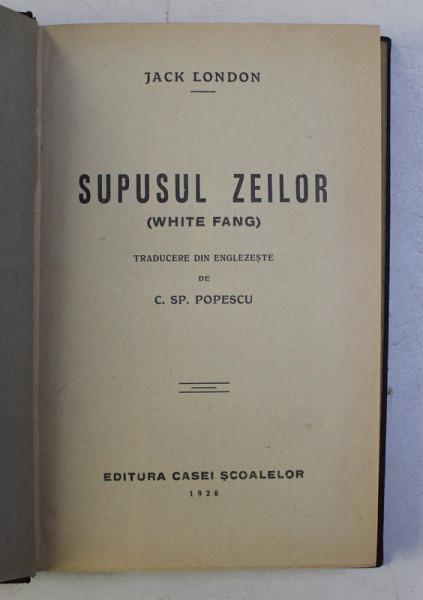 JACK LONDON
SUPUSUL ZEILOR
(WHITE FANG)
TRADUCERE DIN ENGLEZEȘTE
DE
C. SP. POPESCU
EDITURA CASEI ȘCOALELOR
1928